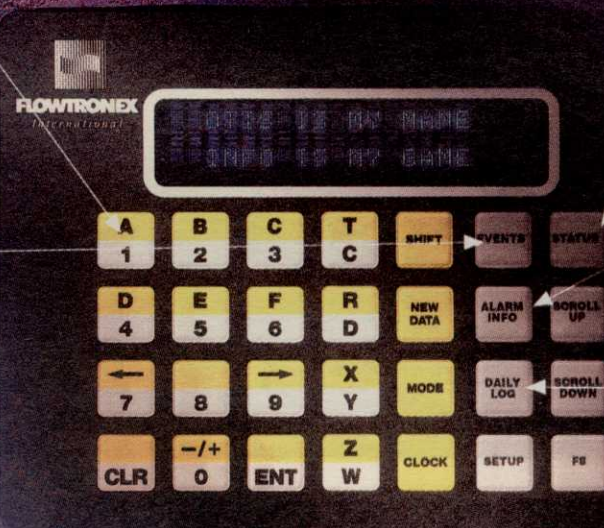 FLOWTRONEX
International
IS MY NAME
INFO IS MY GAME
A B C T SHIFT EVENTS STATUS
1 2 3 C
D E F R NEW DATA ALARM INFO SCROLL UP
4 5 6 D
← → X MODE DAILY LOG SCROLL DOWN
7 8 9 Y
-/+ Z CLOCK SETUP F8
CLR 0 ENT W